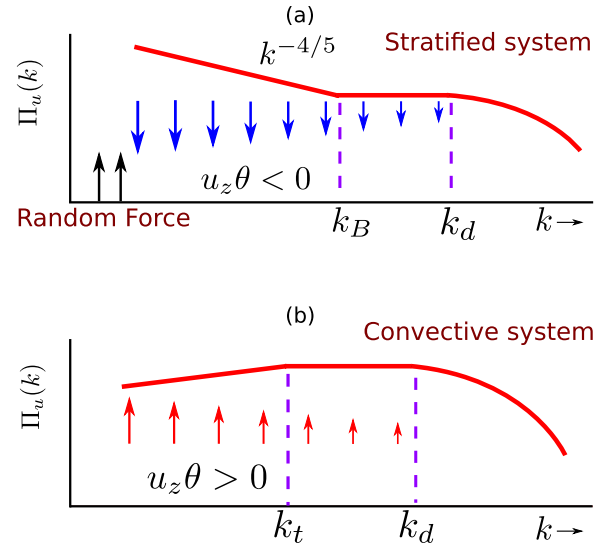 (a)
Stratified system
k^{-4/5}
Π_u(k)
u_zθ < 0
Random Force
k_B
k_d
k→
(b)
Convective system
Π_u(k)
u_zθ > 0
k_t
k_d
k→